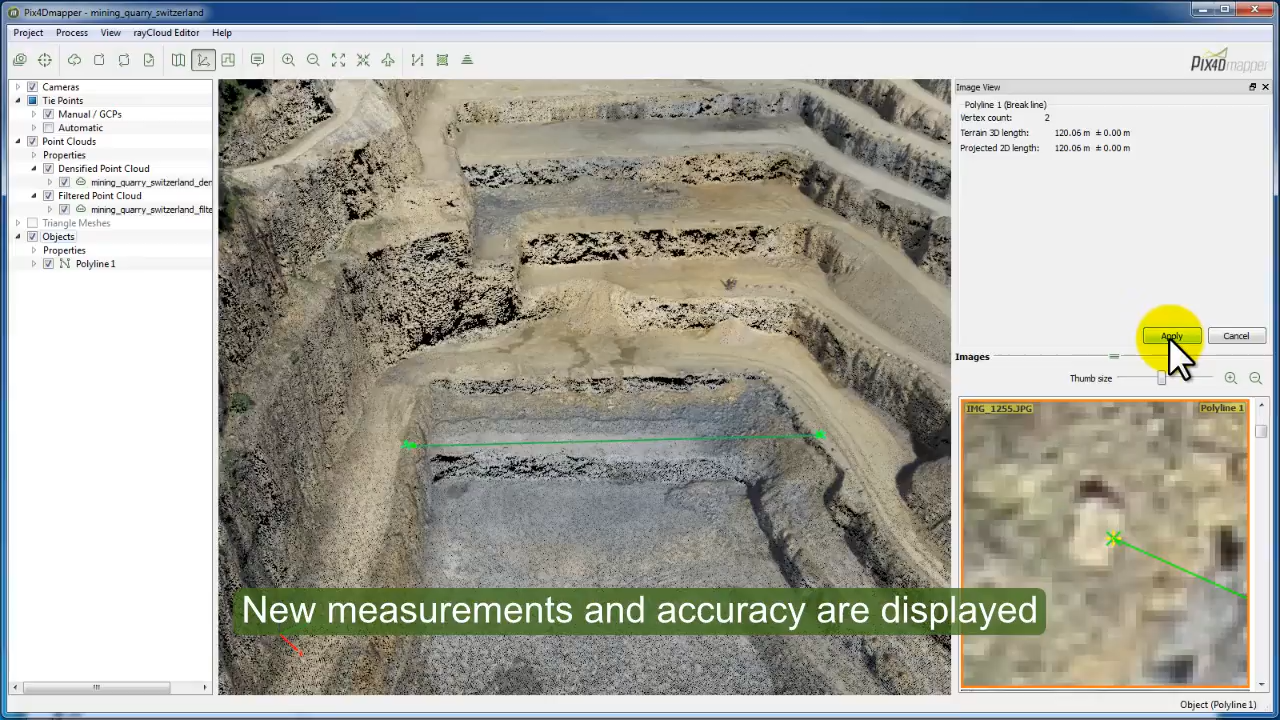 Pix4Dmapper - mining_quarry_switzerland
Project Process View rayCloud Editor Help
PIX4Dmapper
Cameras
Tie Points
Manual / GCPs
Automatic
Point Clouds
Properties
Densified Point Cloud
mining_quarry_switzerland_den
Filtered Point Cloud
mining_quarry_switzerland_filte
Triangle Meshes
Objects
Properties
Polyline 1
Image View
Polyline 1 (Break line)
Vertex count: 2
Terrain 3D length: 120.06 m ± 0.00 m
Projected 2D length: 120.06 m ± 0.00 m
Apply Cancel
Images
Thumb size
IMG_1255.JPG Polyline 1
New measurements and accuracy are displayed
Object (Polyline 1)